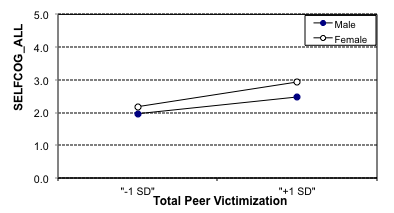 5.0
Male
Female
4.0
3.0
2.0
1.0
0.0
SELFCOG_ALL
"-1 SD"
"+1 SD"
Total Peer Victimization